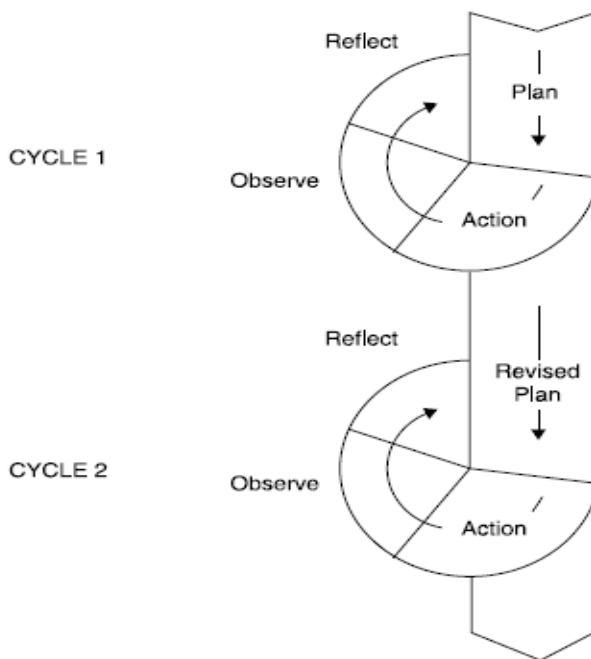 Reflect
Plan
CYCLE 1
Observe
Action
Reflect
Revised
Plan
CYCLE 2
Observe
Action